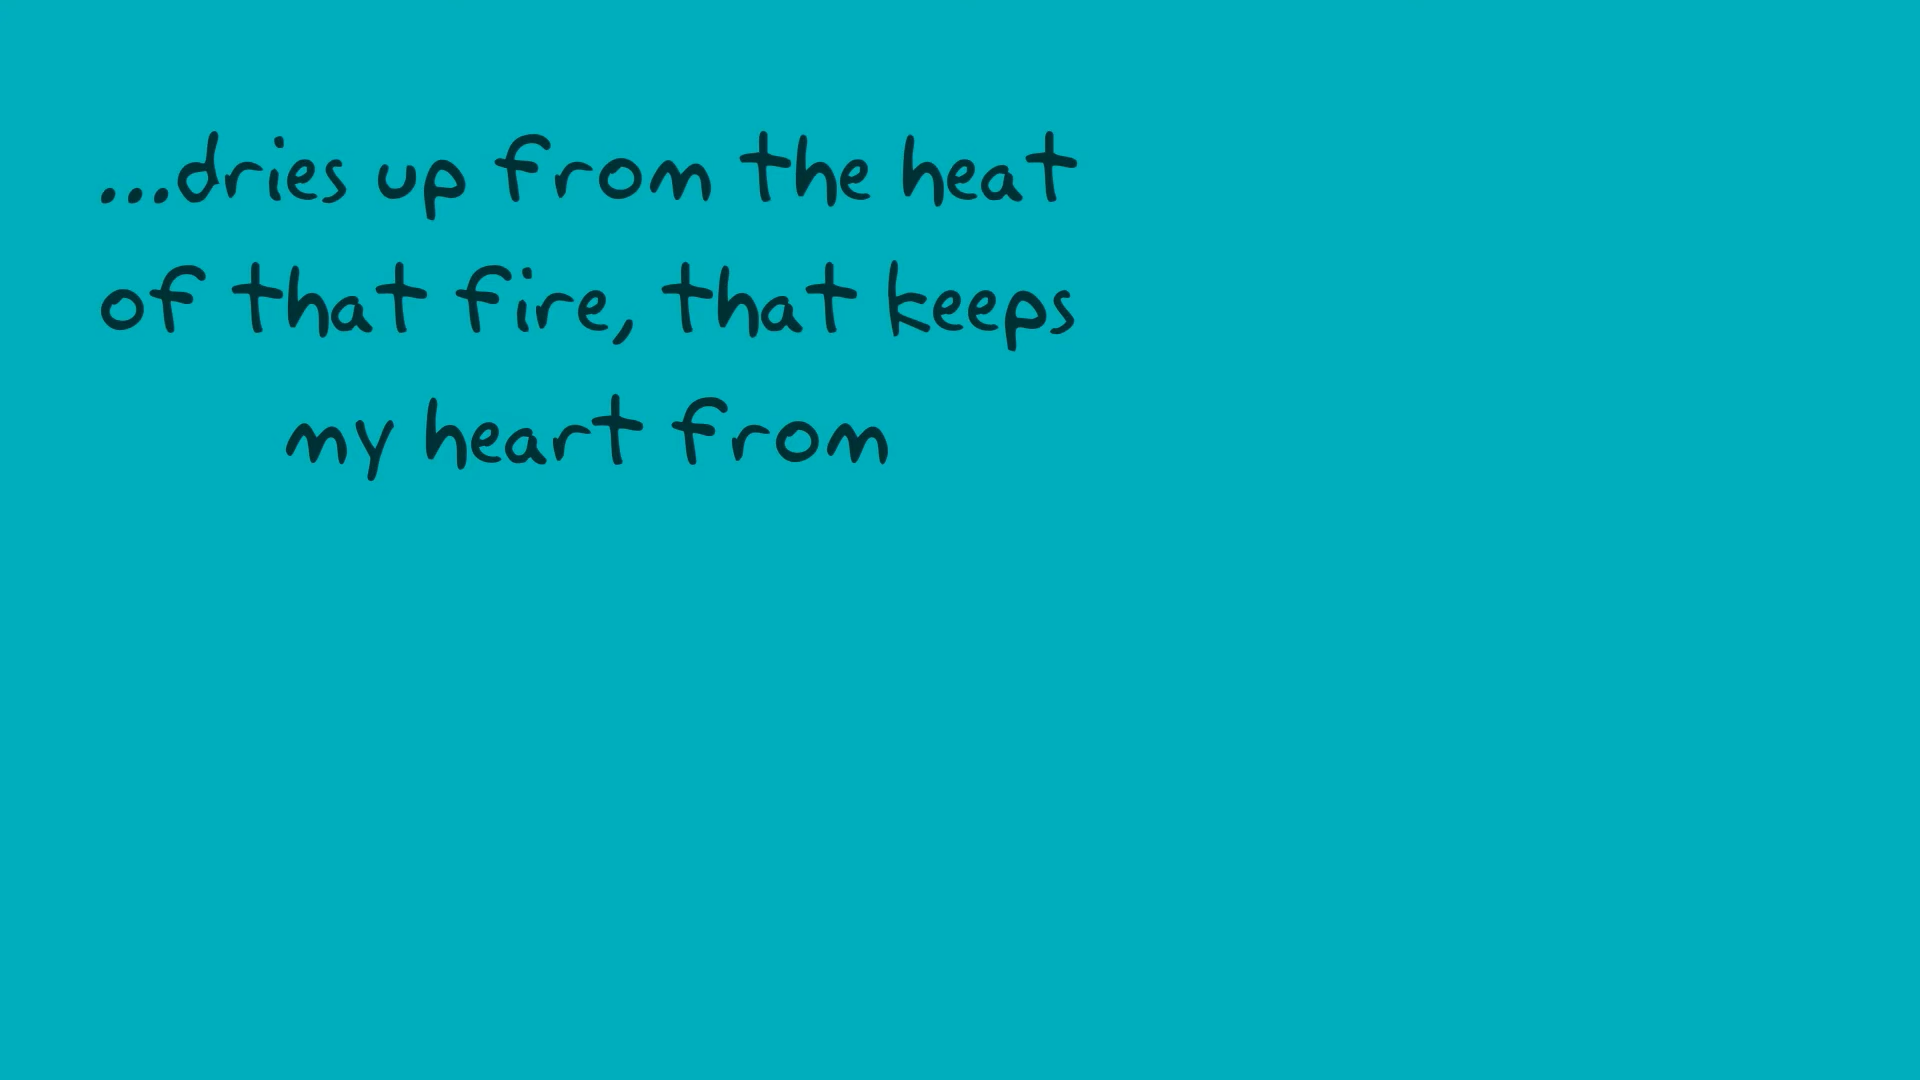 ...dries up from the heat
of that fire, that keeps
my heart from